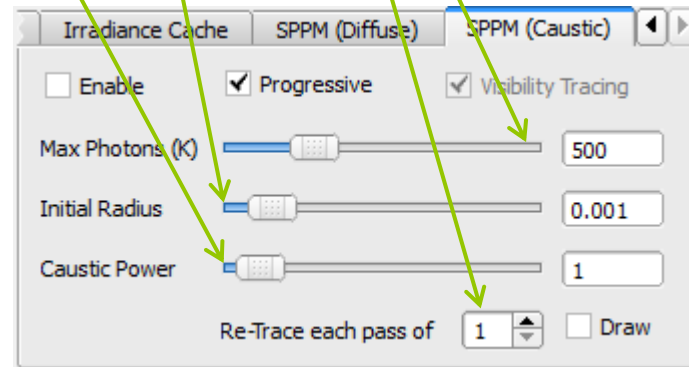 Irradiance Cache SPPM (Diffuse) SPPM (Caustic)
Enable Progressive Visibility Tracing
Max Photons (K) 500
Initial Radius 0.001
Caustic Power 1
Re-Trace each pass of 1 Draw